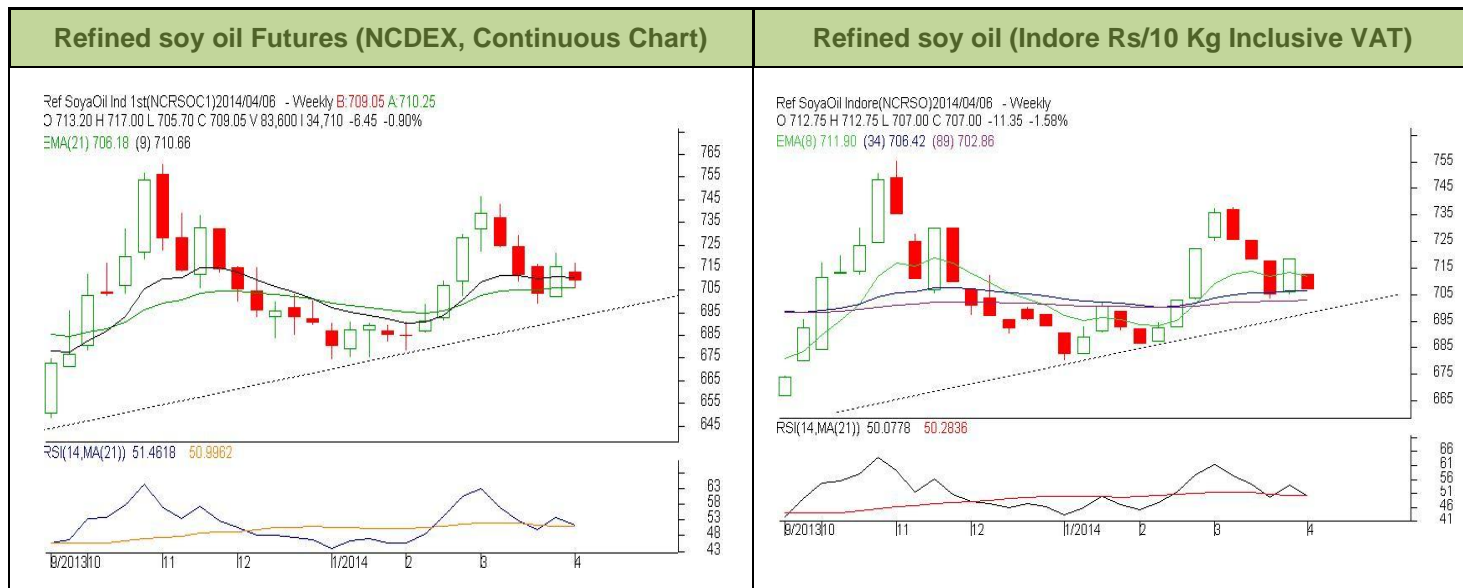 Refined soy oil Futures (NCDEX, Continuous Chart)
Ref SoyaOil Ind 1st(NCRSOC1)2014/04/06 - Weekly B:709.05 A:710.25
O 713.20 H 717.00 L 705.70 C 709.05 V 83,600 I 34,710 -6.45 -0.90%
EMA(21) 706.18 (9) 710.66
765
755
745
735
725
715
705
695
685
675
665
655
645
RSI(14,MA(21)) 51.4618 50.9962
63
58
53
48
43
9/2013 10 11 12 1/2014 2 3 4
Refined soy oil (Indore Rs/10 Kg Inclusive VAT)
Ref SoyaOil Indore(NCRSO)2014/04/06 - Weekly
O 712.75 H 712.75 L 707.00 C 707.00 -11.35 -1.58%
EMA(8) 711.90 (34) 706.42 (89) 702.86
755
745
735
725
715
705
695
685
675
665
RSI(14,MA(21)) 50.0778 50.2836
66
61
56
51
46
41
9/2013 10 11 12 1/2014 2 3 4